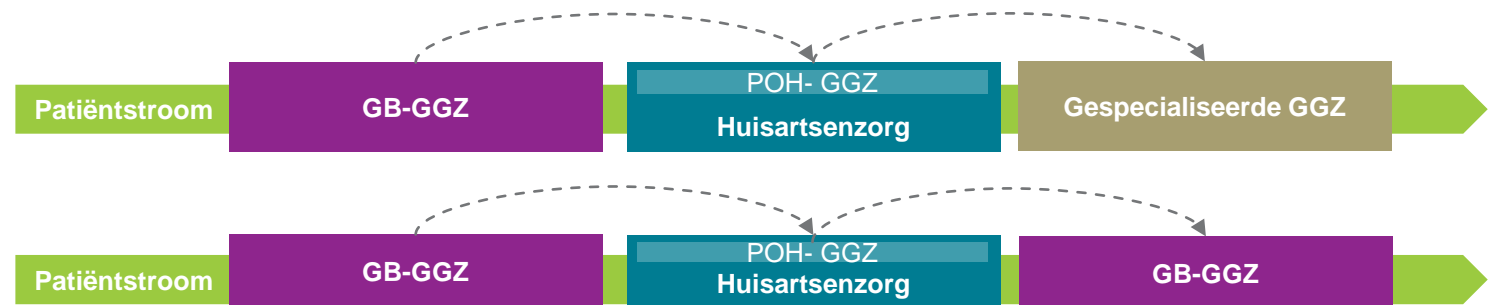 Patiëntstroom
GB-GGZ
POH- GGZ
Huisartsenzorg
Gespecialiseerde GGZ
Patiëntstroom
GB-GGZ
POH- GGZ
Huisartsenzorg
GB-GGZ